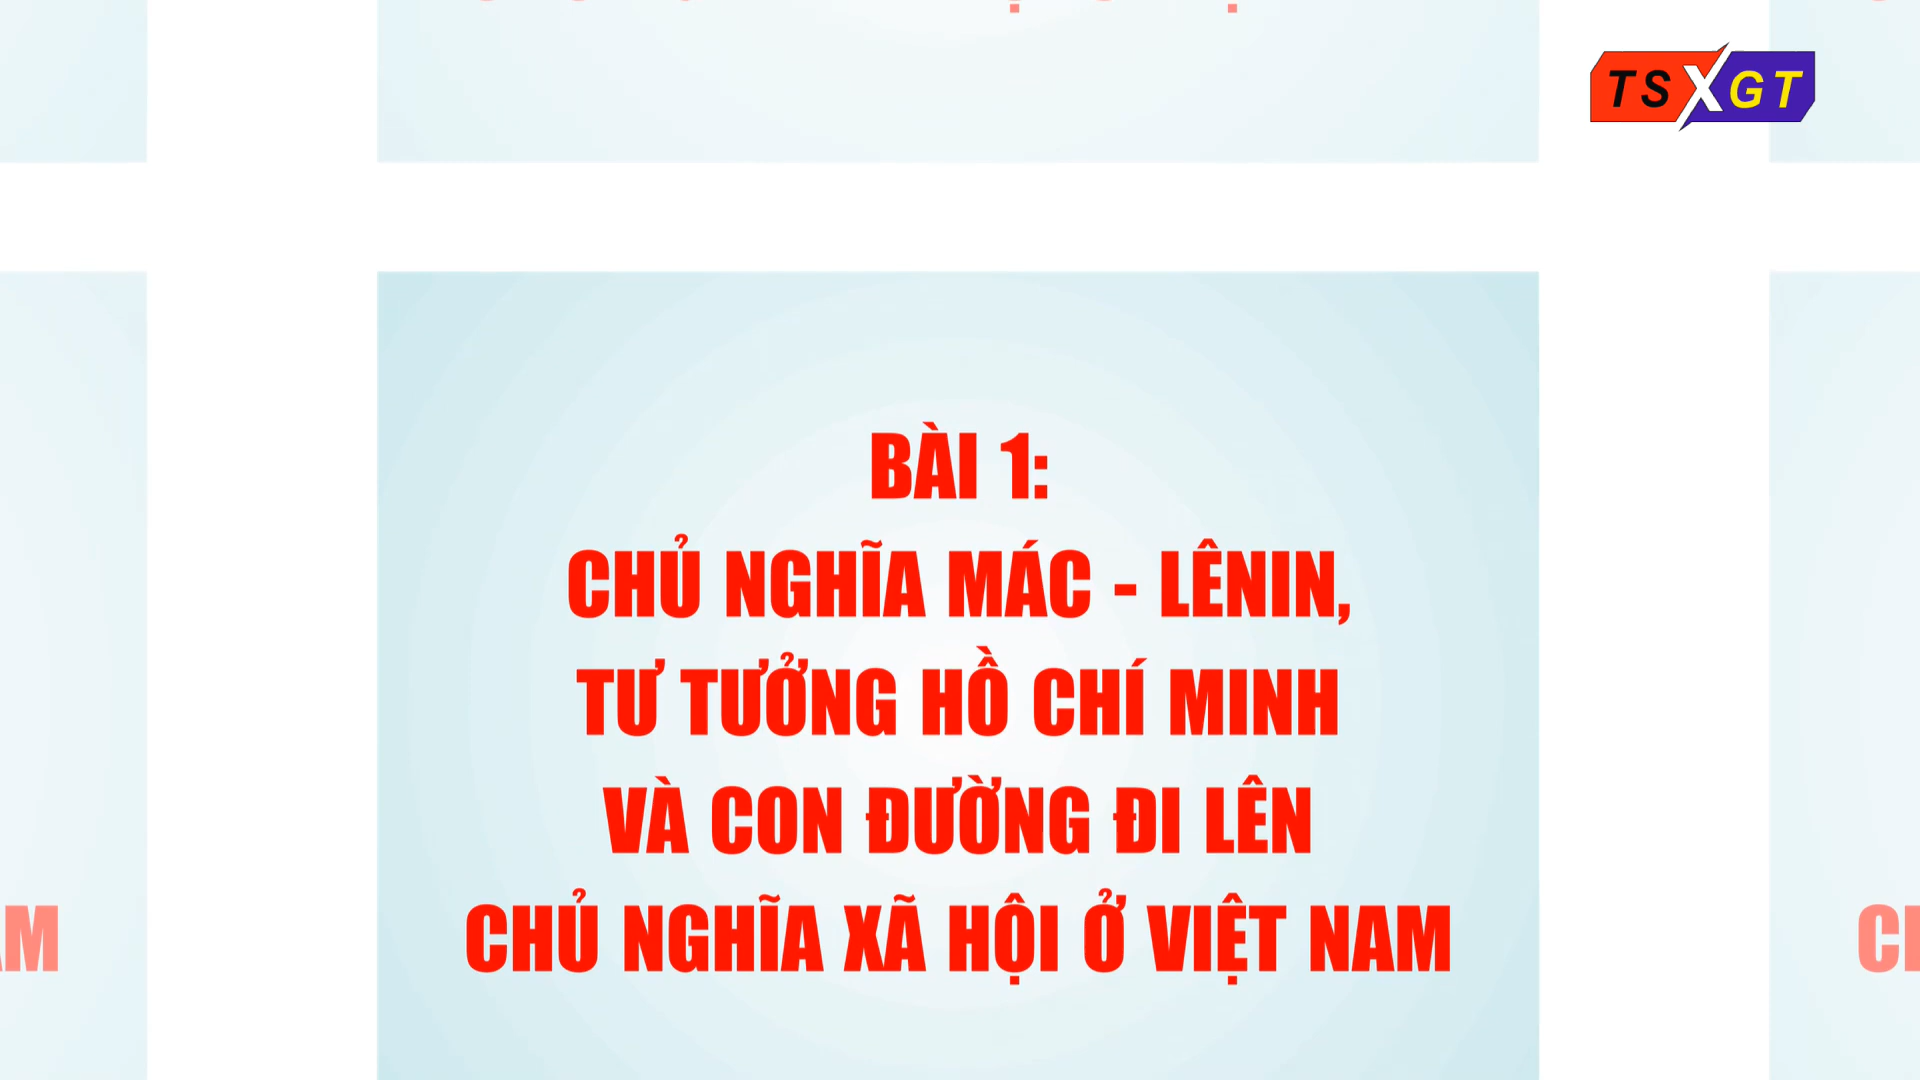 TSXGT
BÀI 1:
CHỦ NGHĨA MÁC - LÊNIN,
TƯ TƯỞNG HỒ CHÍ MINH
VÀ CON ĐƯỜNG ĐI LÊN
CHỦ NGHĨA XÃ HỘI Ở VIỆT NAM